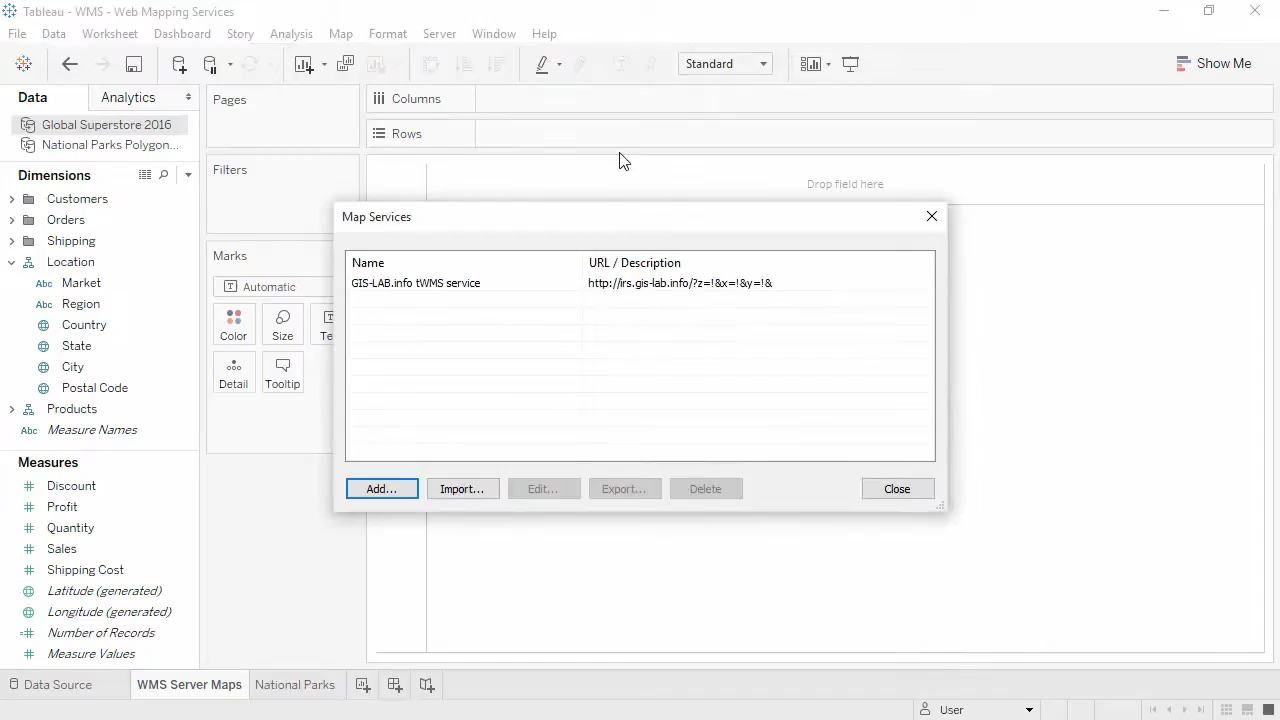 Tableau - WMS - Web Mapping Services
File Data Worksheet Dashboard Story Analysis Map Format Server Window Help
Standard
Show Me
Data Analytics
Global Superstore 2016
National Parks Polygon...
Dimensions
Customers
Orders
Shipping
Location
Abc Market
Abc Region
Country
State
City
Postal Code
Products
Abc Measure Names
Measures
Discount
Profit
Quantity
Sales
Shipping Cost
Latitude (generated)
Longitude (generated)
Number of Records
Measure Values
Pages
Filters
Marks
Automatic
Color Size Te
Detail Tooltip
Columns
Rows
Drop field here
Map Services
Name URL / Description
GIS-LAB.info tWMS service http://irs.gis-lab.info/?z=!&x=!&y=!&
Add... Import... Edit... Export... Delete Close
Data Source WMS Server Maps National Parks
User